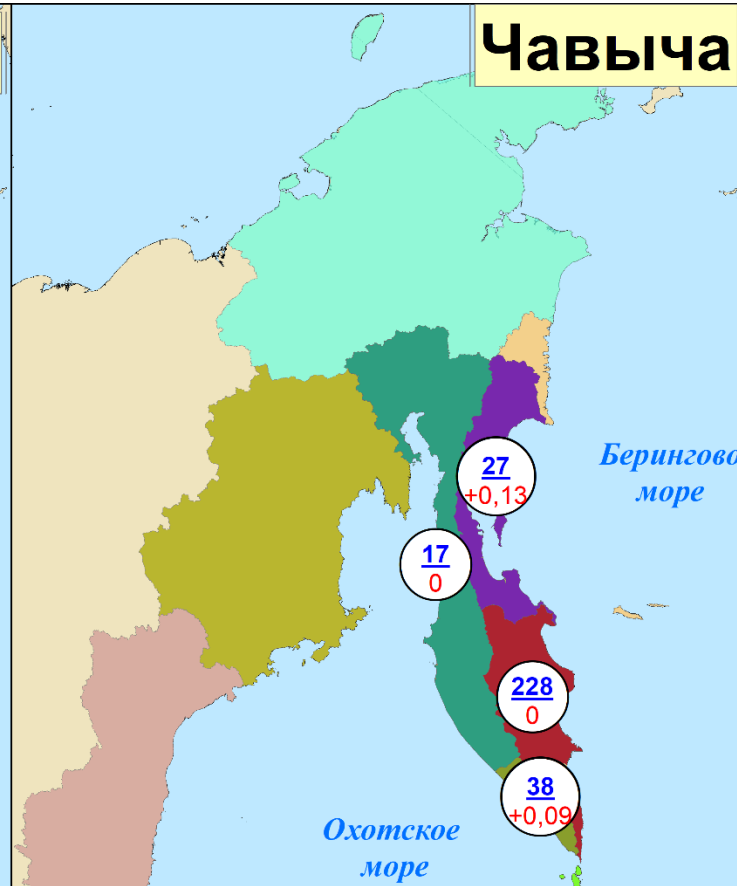 Чавыча
Берингово
море
27
+0,13
17
0
228
0
38
+0,09
Охотское
море